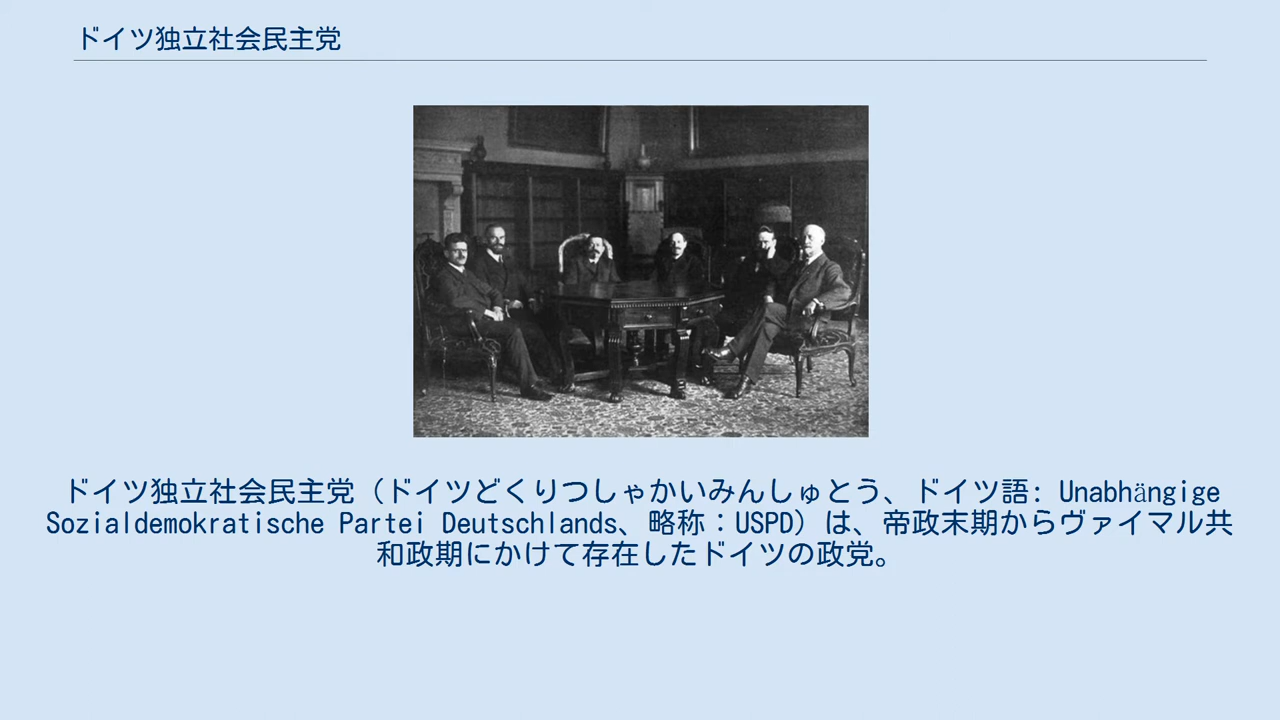 ドイツ独立社会民主党
ドイツ独立社会民主党（ドイツどくりつしゃかいみんしゅとう、ドイツ語: Unabhängige
Sozialdemokratische Partei Deutschlands、略称：USPD）は、帝政末期からヴァイマル共
和政期にかけて存在したドイツの政党。